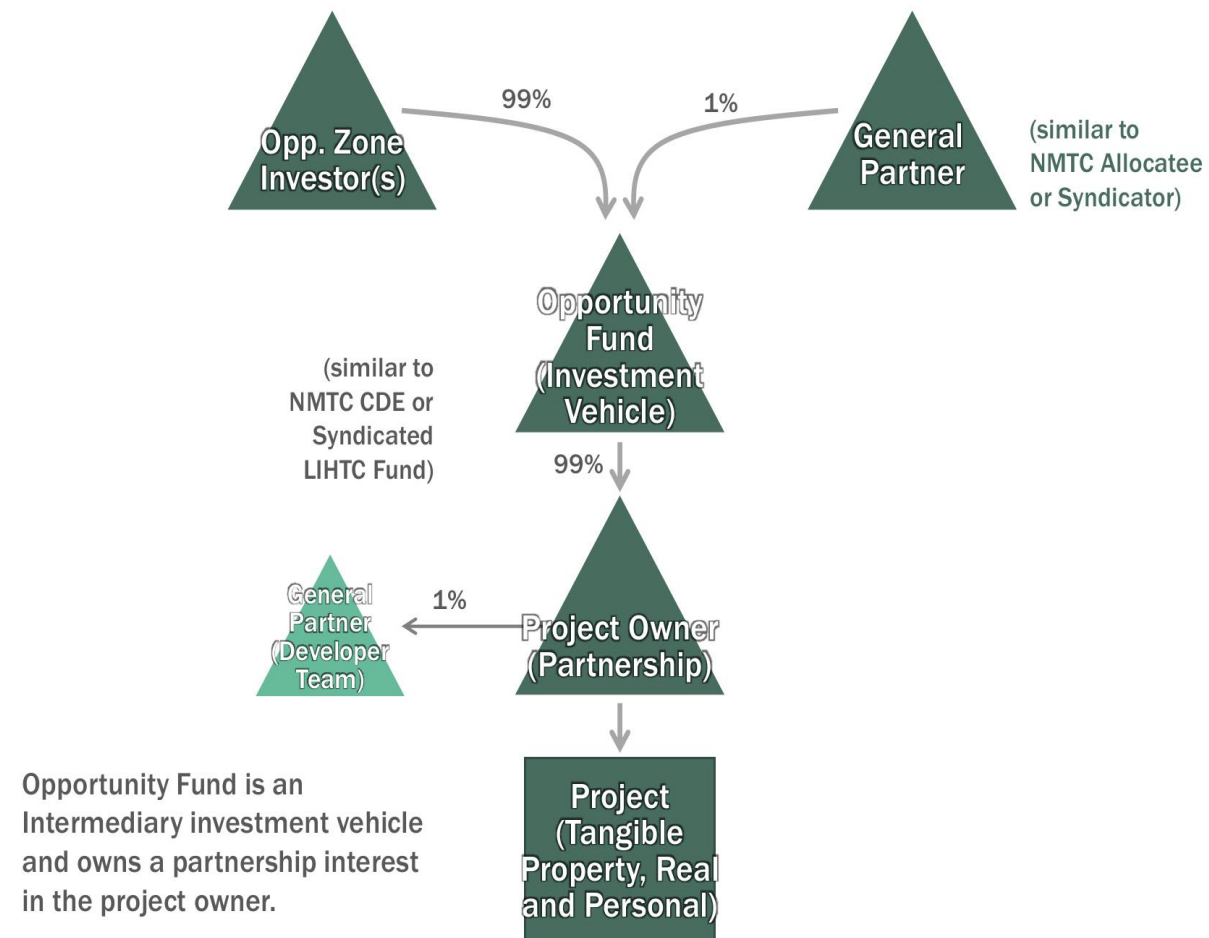 99%
1%
Opp. Zone
Investor(s)
General
Partner
(similar to
NMTC Allocatee
or Syndicator)
Opportunity
Fund
(Investment
Vehicle)
(similar to
NMTC CDE or
Syndicated
LIHTC Fund)
99%
General
Partner
(Developer
Team)
1%
Project Owner
(Partnership)
Opportunity Fund is an
Intermediary investment vehicle
and owns a partnership interest
in the project owner.
Project
(Tangible
Property, Real
and Personal)